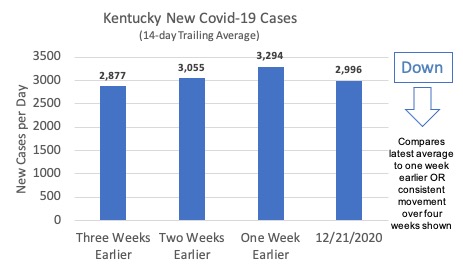 Kentucky New Covid-19 Cases
(14-day Trailing Average)
New Cases per Day
3500
3000
2500
2000
1500
1000
500
0
2,877
3,055
3,294
2,996
Three Weeks
Earlier
Two Weeks
Earlier
One Week
Earlier
12/21/2020
Down
Compares
latest average
to one week
earlier OR
consistent
movement
over four
weeks shown